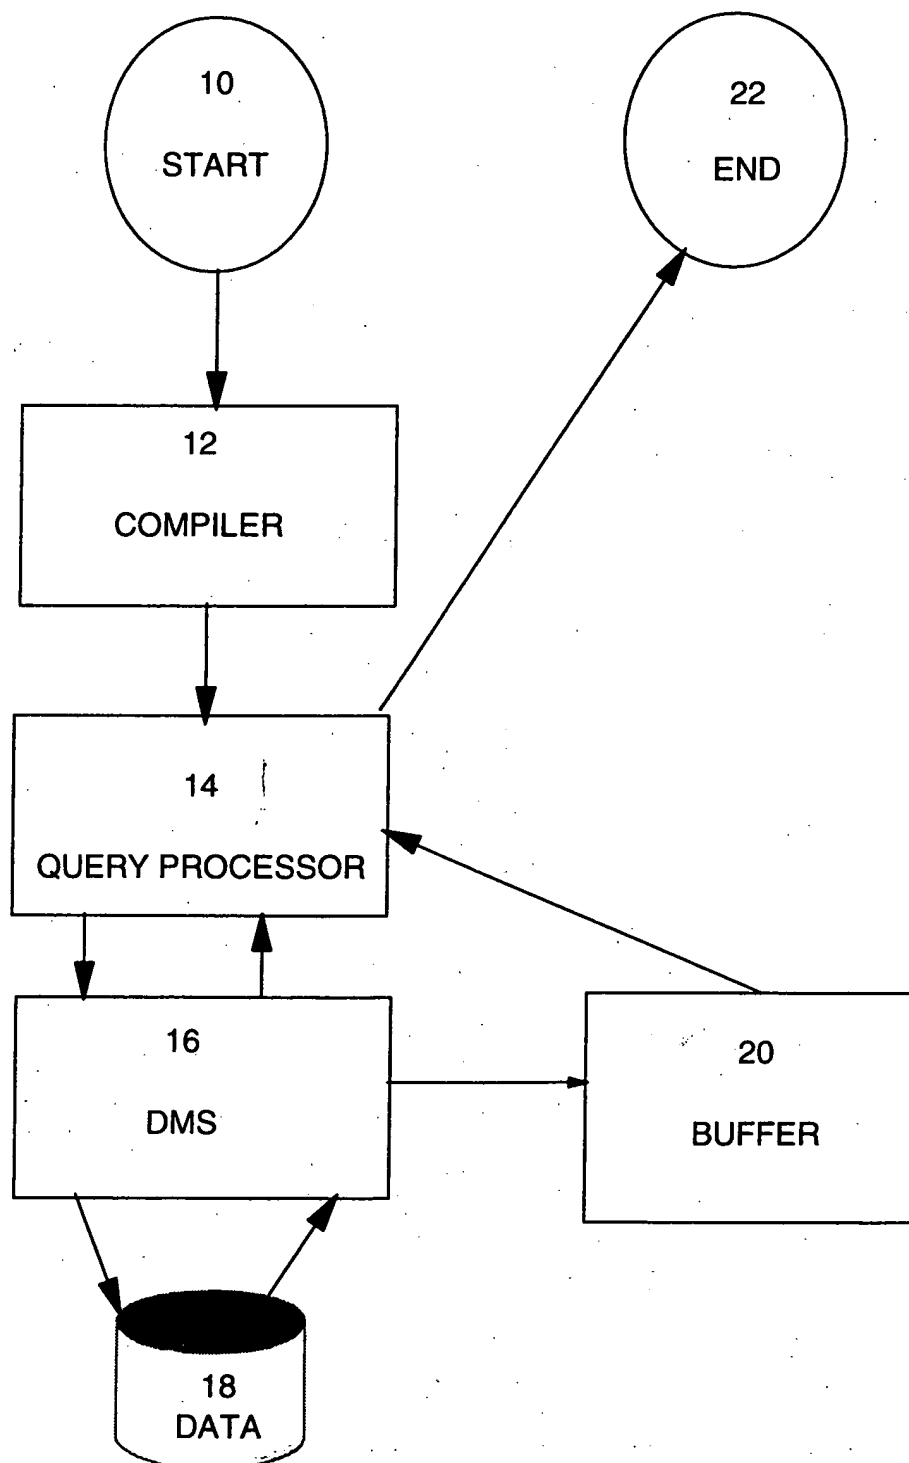 10
START
22
END
12
COMPILER
14
QUERY PROCESSOR
16
DMS
20
BUFFER
18
DATA